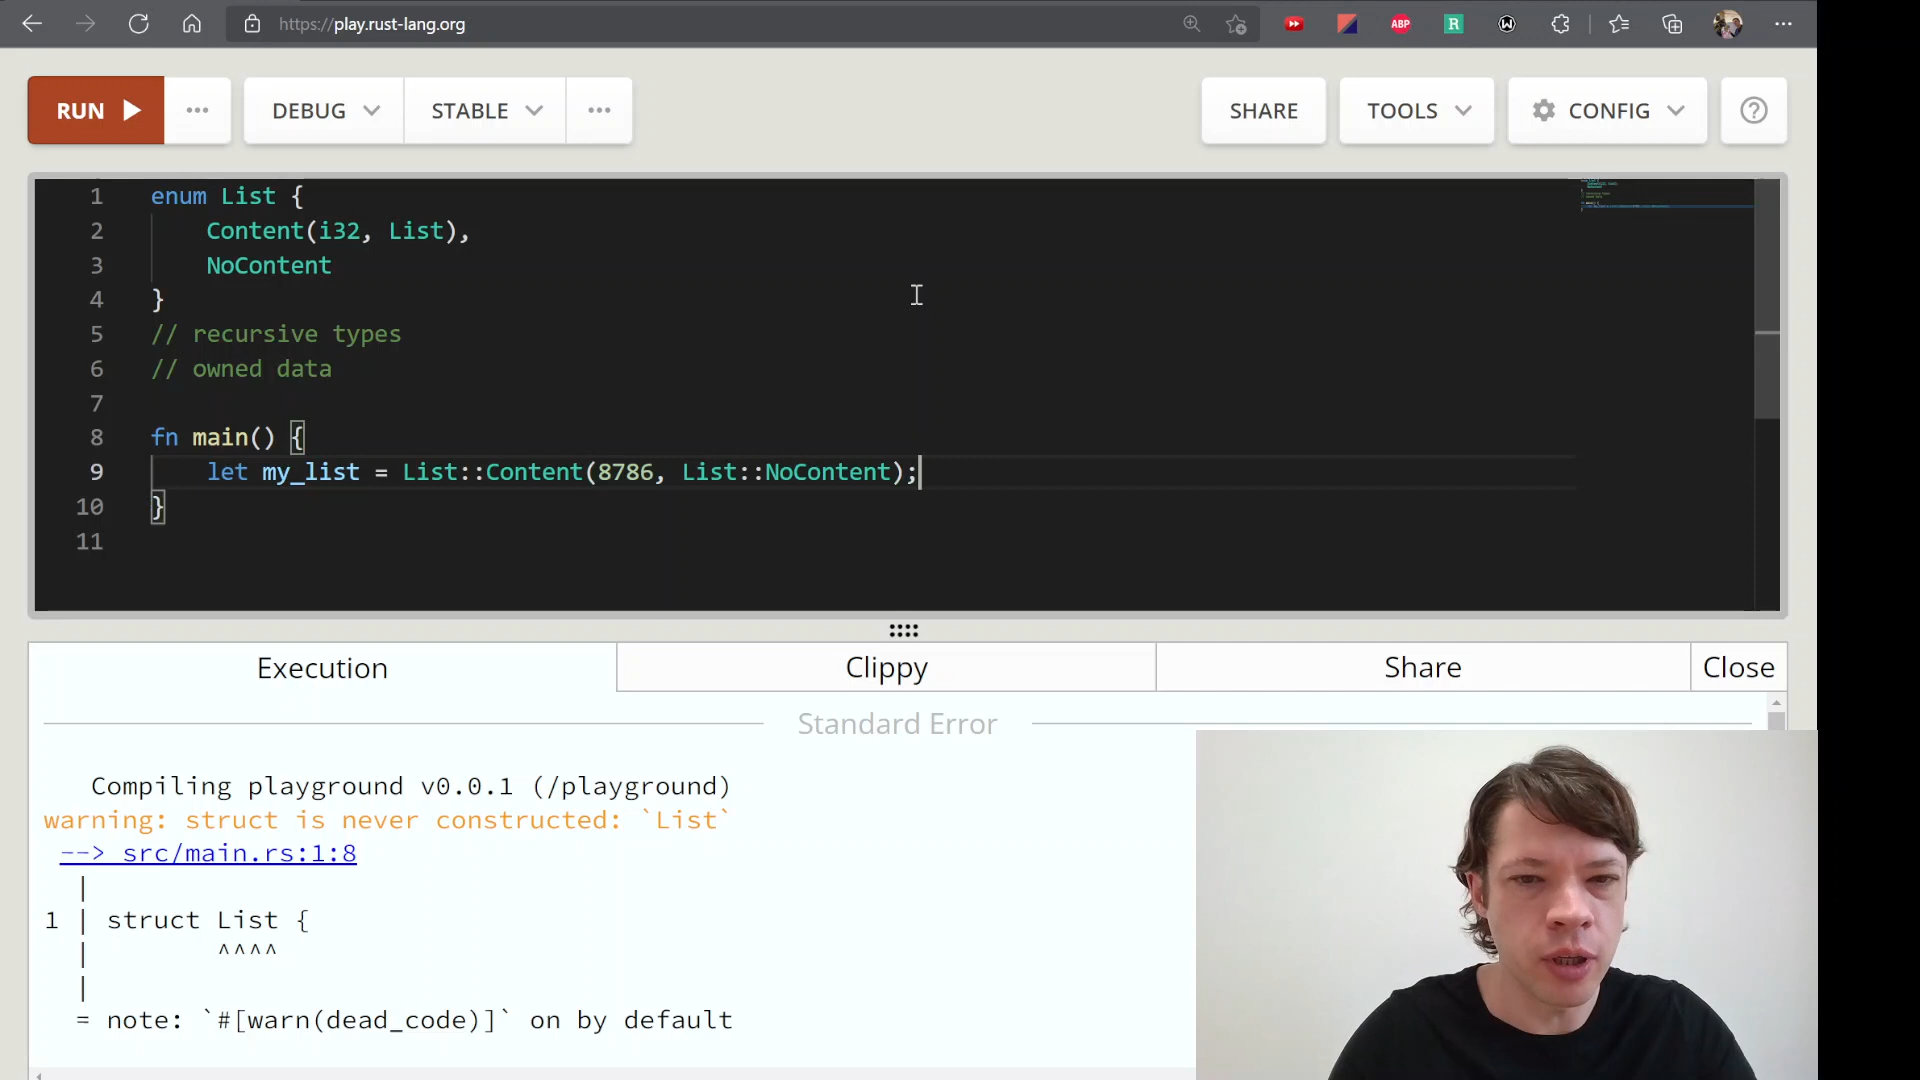 https://play.rust-lang.org
ABP
R
RUN
DEBUG
STABLE
SHARE
TOOLS
CONFIG
1 enum List {
2 Content(i32, List),
3 NoContent
4 }
5 // recursive types
6 // owned data
7
8 fn main() {
9 let my_list = List::Content(8786, List::NoContent);
10 }
11
Execution
Clippy
Share
Close
Standard Error
Compiling playground v0.0.1 (/playground)
warning: struct is never constructed: `List`
--> src/main.rs:1:8
|
1 | struct List {
| ^^^^
|
= note: `#[warn(dead_code)]` on by default